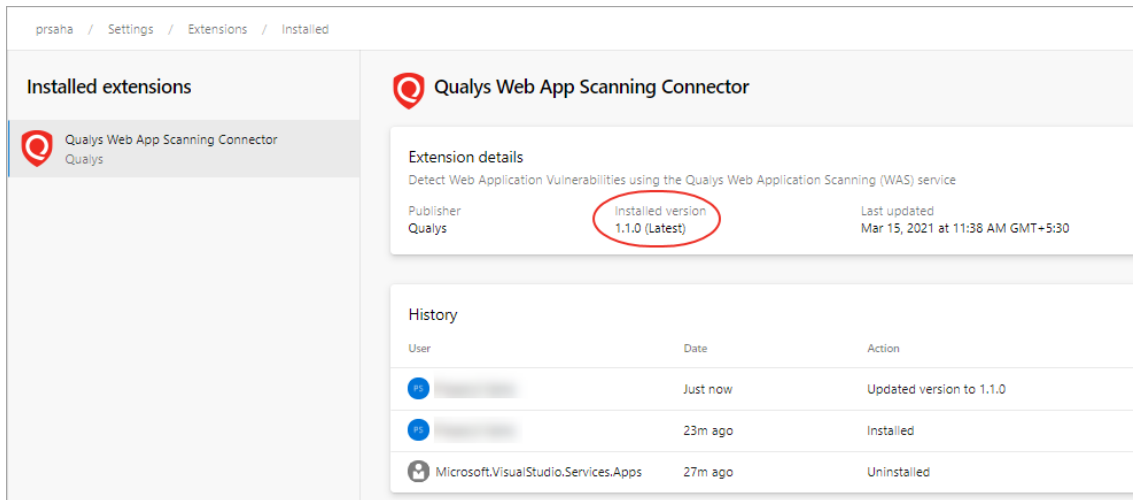 prsaha / Settings / Extensions / Installed
Installed extensions
Qualys Web App Scanning Connector
Qualys
Qualys Web App Scanning Connector
Extension details
Detect Web Application Vulnerabilities using the Qualys Web Application Scanning (WAS) service
Publisher Installed version Last updated
Qualys 1.1.0 (Latest) Mar 15, 2021 at 11:38 AM GMT+5:30
History
User Date Action
PS Just now Updated version to 1.1.0
PS 23m ago Installed
Microsoft.VisualStudio.Services.Apps 27m ago Uninstalled